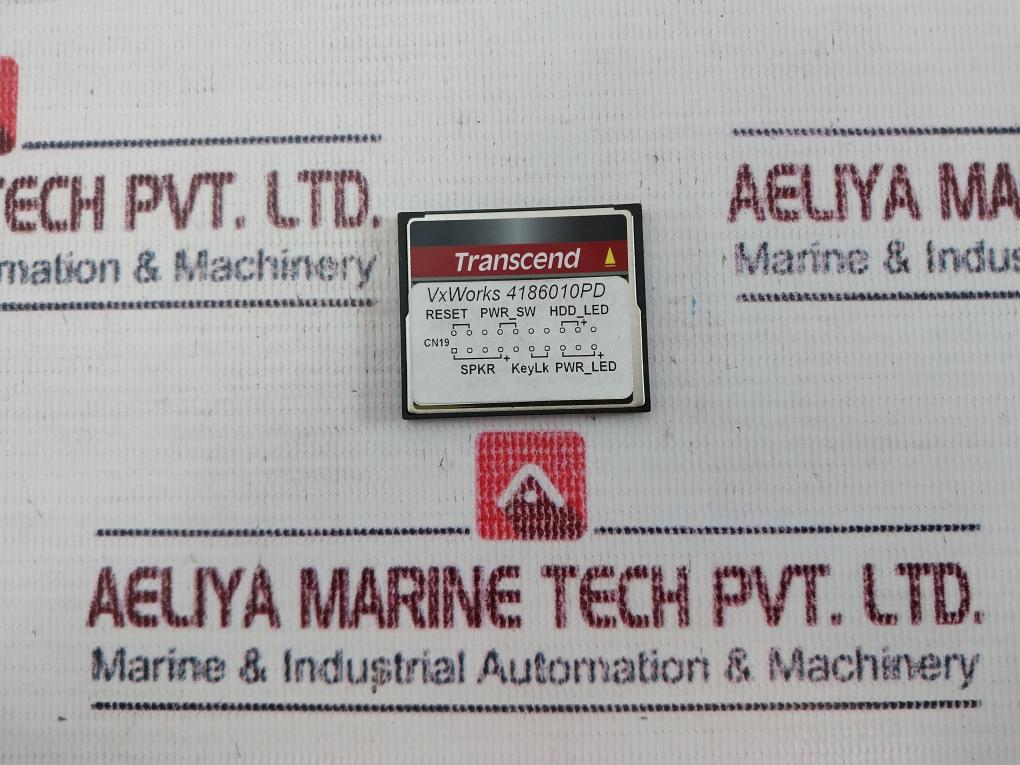 TECH PVT. LTD.
mation & Machinery
AELIYA MA
Marine & Indus
Transcend
VxWorks 4186010PD
RESET PWR_SW HDD_LED
+
CN19
+ +
SPKR KeyLk PWR_LED
AELIYA MARINE TECH PVT. LTD.
Marine & Industrial Automation & Machinery